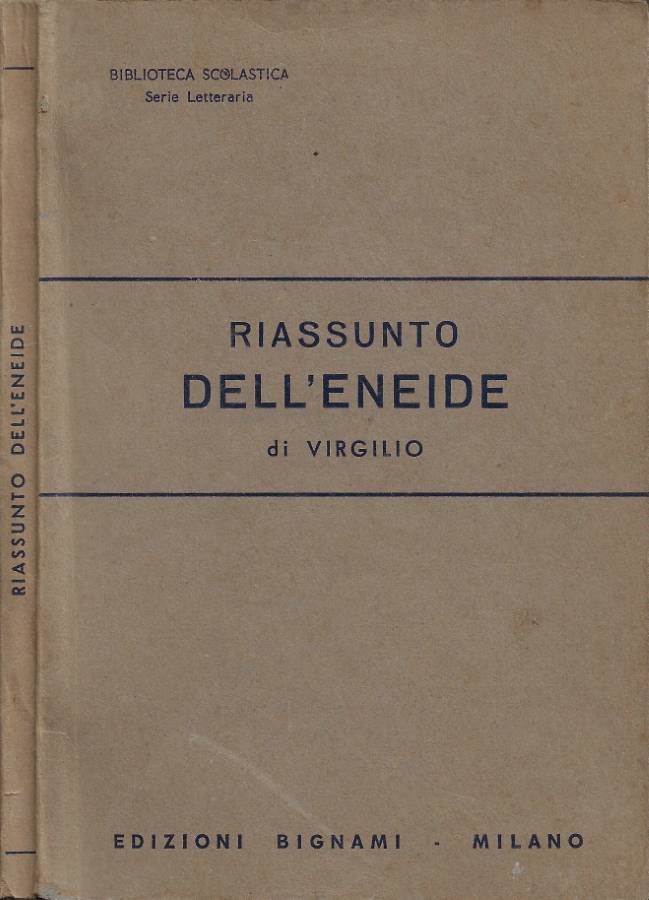 BIBLIOTECA SCOLASTICA
Serie Letteraria
RIASSUNTO
DELL'ENEIDE
di VIRGILIO
EDIZIONI BIGNAMI - MILANO
RIASSUNTO DELL'ENEIDE